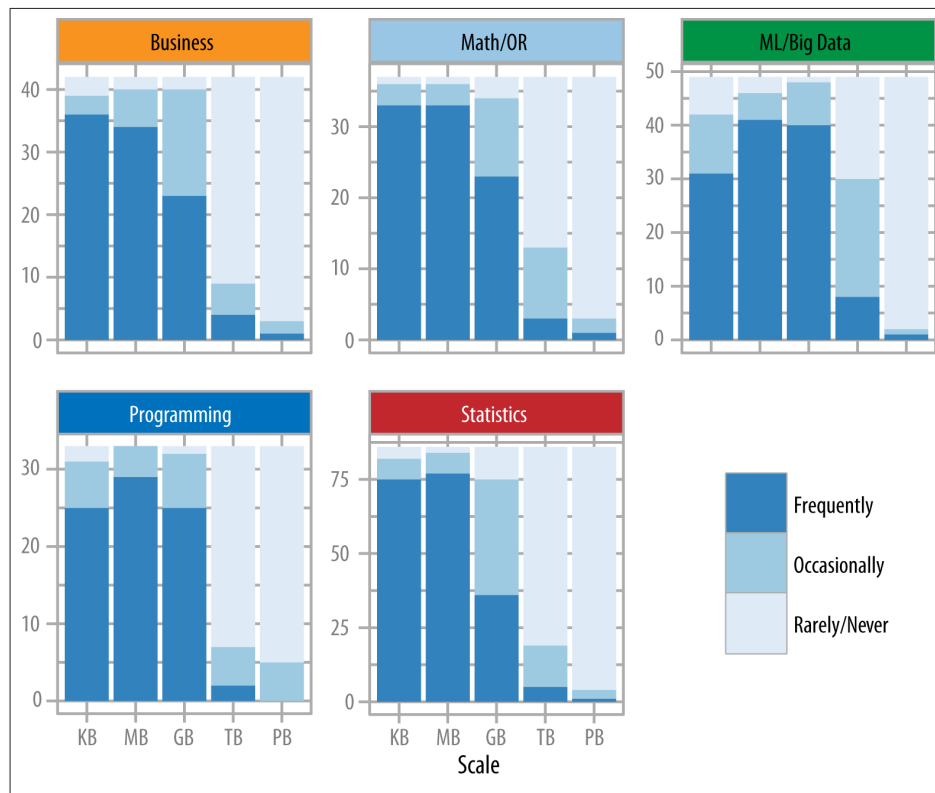 Business
Math/OR
ML/Big Data
40
30
20
10
0
30
20
10
0
50
40
30
20
10
0
Programming
Statistics
30
20
10
0
75
50
25
0
Frequently
Occasionally
Rarely/Never
KB MB GB TB PB
KB MB GB TB PB
Scale